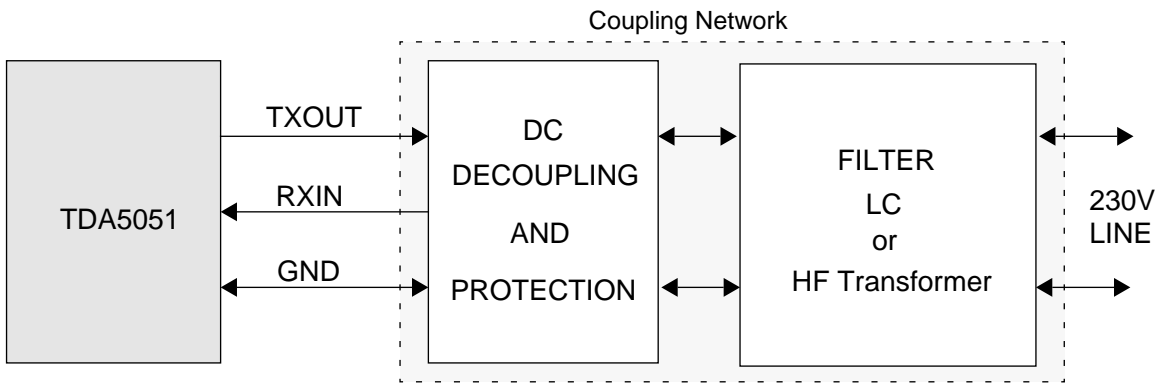 Coupling Network
TDA5051
TXOUT
RXIN
GND
DC
DECOUPLING
AND
PROTECTION
FILTER
LC
or
HF Transformer
230V
LINE